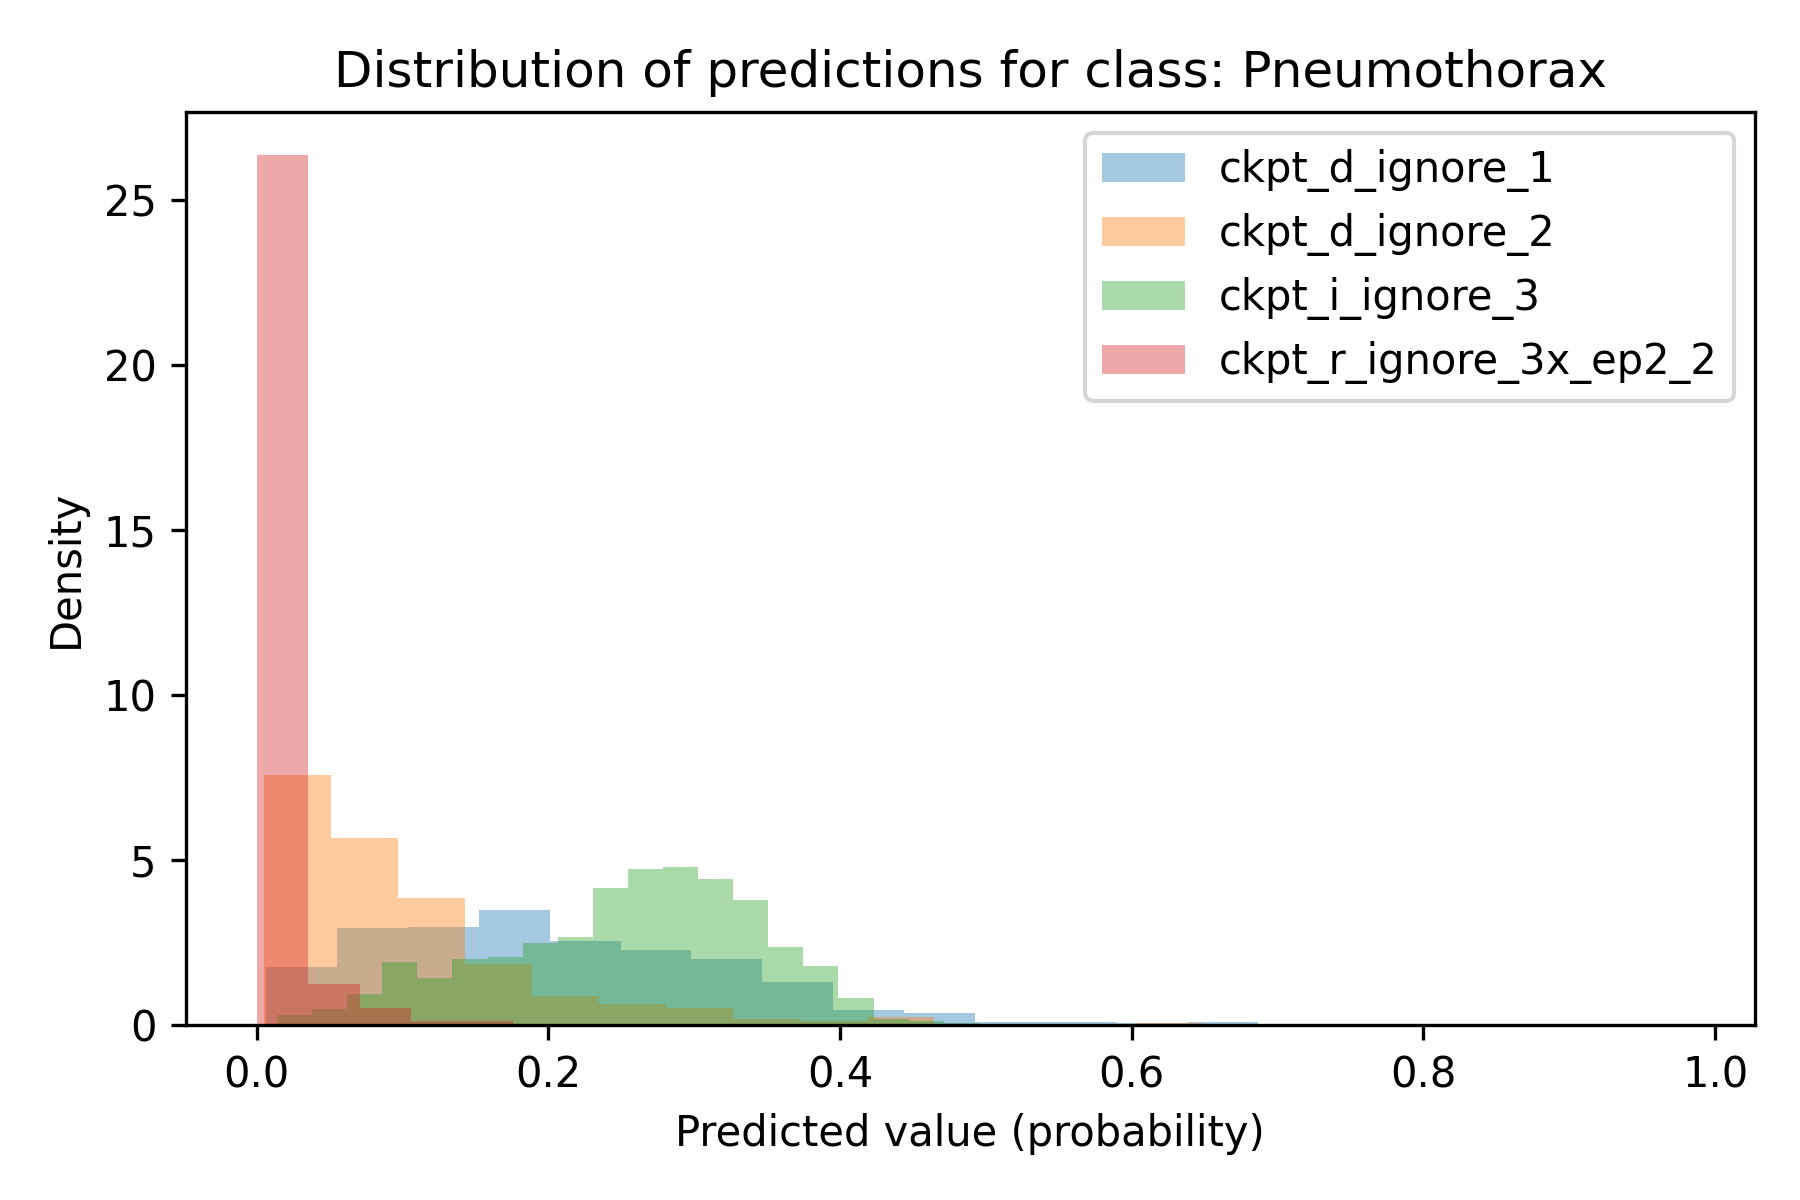 Distribution of predictions for class: Pneumothorax
ckpt_d_ignore_1
ckpt_d_ignore_2
ckpt_i_ignore_3
ckpt_r_ignore_3x_ep2_2
Density
25
20
15
10
5
0
0.0 0.2 0.4 0.6 0.8 1.0
Predicted value (probability)